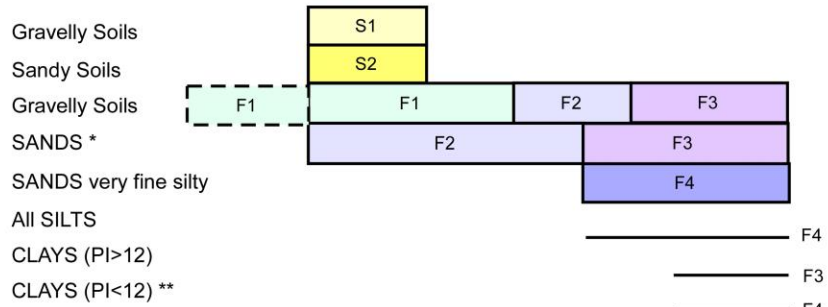 Gravelly Soils S1
Sandy Soils S2
Gravelly Soils F1 F1 F2 F3
SANDS * F2 F3
SANDS very fine silty F4
All SILTS
F4
CLAYS (PI>12)
F3
CLAYS (PI<12) **